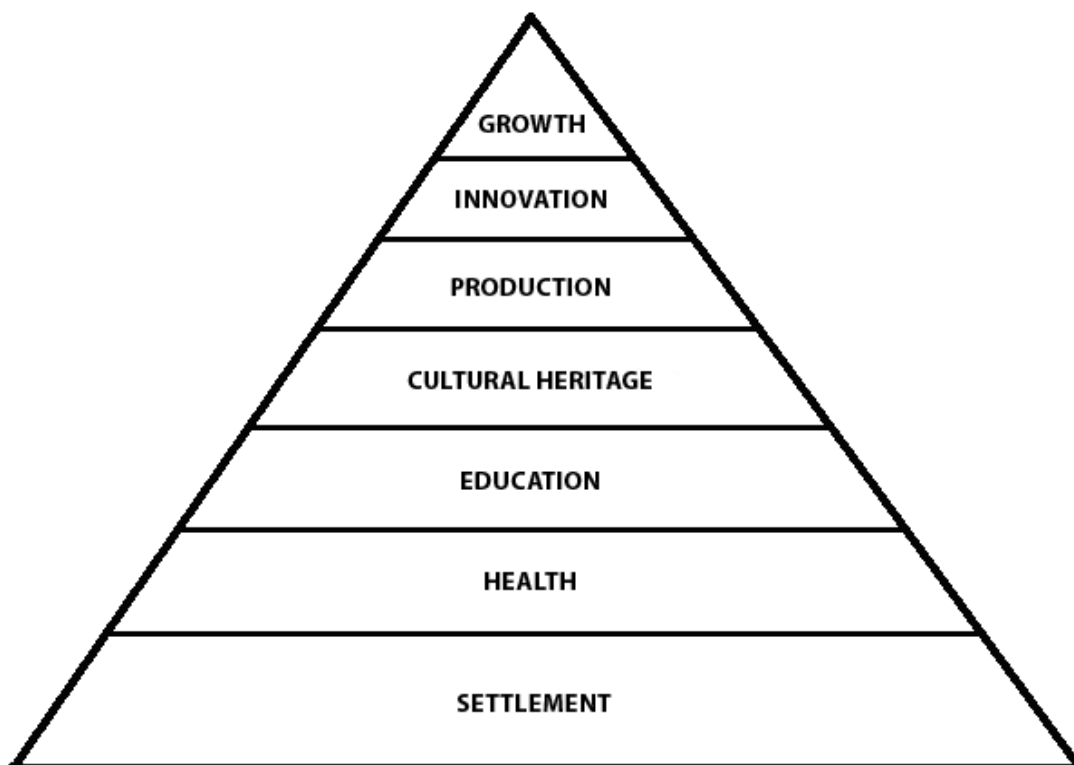 GROWTH
INNOVATION
PRODUCTION
CULTURAL HERITAGE
EDUCATION
HEALTH
SETTLEMENT